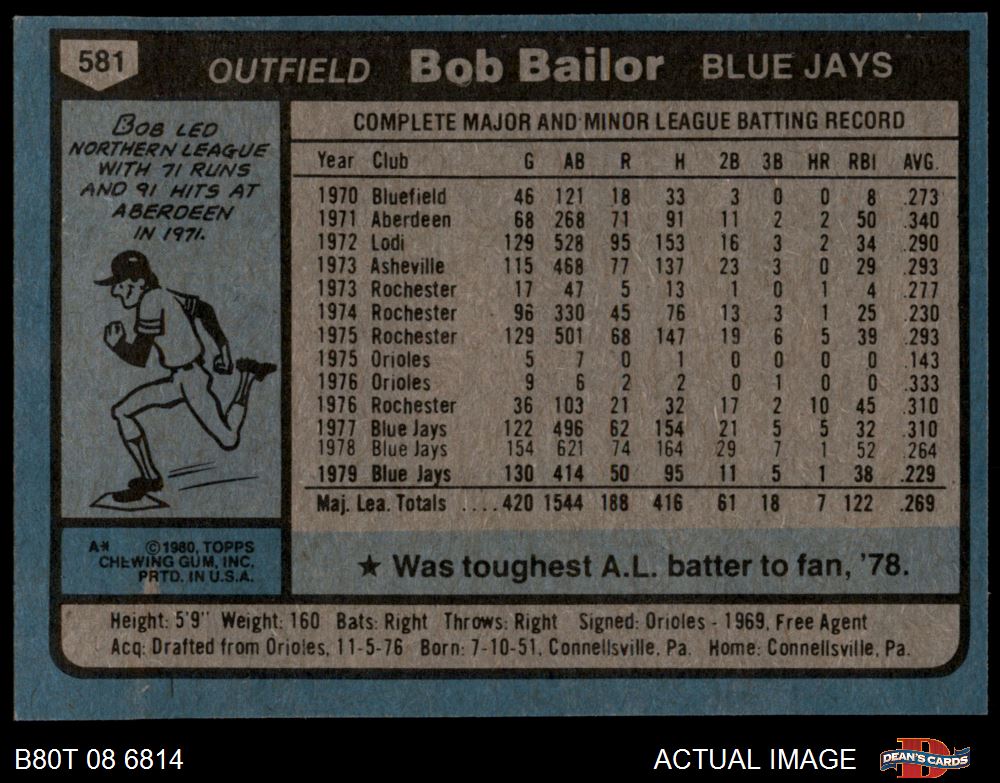 581 OUTFIELD Bob Bailor BLUE JAYS
BOB LED
NORTHERN LEAGUE
WITH 71 RUNS
AND 91 HITS AT
ABERDEEN
IN 1971.
COMPLETE MAJOR AND MINOR LEAGUE BATTING RECORD
Year Club G AB R H 2B 3B HR RBI AVG.
1970 Bluefield 46 121 18 33 3 0 0 8 .273
1971 Aberdeen 68 268 71 91 11 2 2 50 .340
1972 Lodi 129 528 95 153 16 3 2 34 .290
1973 Asheville 115 468 77 137 23 3 0 29 .293
1973 Rochester 17 47 5 13 1 0 1 4 .277
1974 Rochester 96 330 45 76 13 3 1 25 .230
1975 Rochester 129 501 68 147 19 6 5 39 .293
1975 Orioles 5 7 0 1 0 0 0 0 .143
1976 Orioles 9 6 2 2 0 1 0 0 .333
1976 Rochester 36 103 21 32 17 2 10 45 .310
1977 Blue Jays 122 496 62 154 21 5 5 32 .310
1978 Blue Jays 154 621 74 164 29 7 1 52 .264
1979 Blue Jays 130 414 50 95 11 5 1 38 .229
Maj. Lea. Totals ....420 1544 188 416 61 18 7 122 .269
A* ©1980, TOPPS
CHEWING GUM, INC.
PRTD. IN U.S.A.
★ Was toughest A.L. batter to fan, '78.
Height: 5'9" Weight: 160 Bats: Right Throws: Right Signed: Orioles - 1969, Free Agent
Acq: Drafted from Orioles, 11-5-76 Born: 7-10-51, Connellsville, Pa. Home: Connellsville, Pa.
B80T 08 6814 ACTUAL IMAGE DEAN'S CARDS